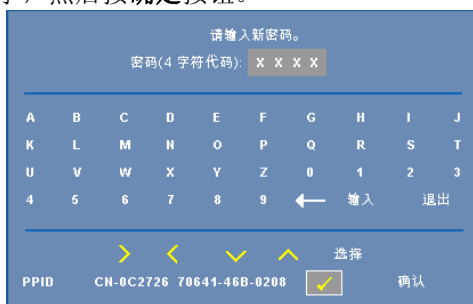 然后按确定按钮。
请输入新密码。
密码(4 字符代码): X X X X
A B C D E F G H I J
K L M N O P Q R S T
U V W X Y Z 0 1 2 3
4 5 6 7 8 9 ← 输入 退出
> < ∨ ∧ 选择
PPID CN-0C2726 70641-46B-0208 ✓ 确认